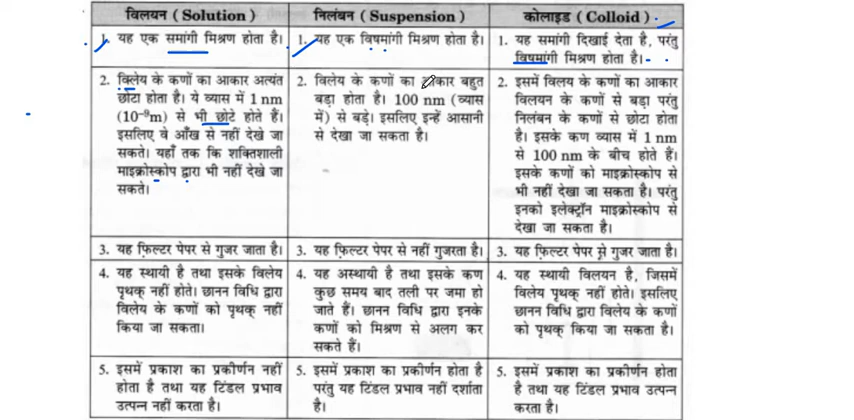 विलयन ( Solution )
निलंबन ( Suspension )
कोलाइड ( Colloid )
1. यह एक समांगी मिश्रण होता है।
1. यह एक विषमांगी मिश्रण होता है।
1. यह समांगी दिखाई देता है, परंतु
विषमांगी मिश्रण होता है।
2. विलेय के कणों का आकार अत्यंत
छोटा होता है। ये व्यास में 1 nm
(10⁻⁹m) से भी छोटे होते हैं।
इसलिए वे आँख से नहीं देखे जा
सकते। यहाँ तक कि शक्तिशाली
माइक्रोस्कोप द्वारा भी नहीं देखे जा
सकते।
2. विलेय के कणों का आकार बहुत
बड़ा होता है। 100 nm (व्यास
में) से बड़े। इसलिए इन्हें आसानी
से देखा जा सकता है।
2. इसमें विलय के कणों का आकार
विलयन के कणों से बड़ा परंतु
निलंबन के कणों से छोटा होता
है। इसके कण व्यास में 1 nm
से 100 nm के बीच होते हैं।
इसके कणों को माइक्रोस्कोप से
भी नहीं देखा जा सकता है। परंतु
इनको इलेक्ट्रॉन माइक्रोस्कोप से
देखा जा सकता है।
3. यह फ़िल्टर पेपर से गुजर जाता है।
3. यह फ़िल्टर पेपर से नहीं गुजरता है।
3. यह फ़िल्टर पेपर से गुजर जाता है।
4. यह स्थायी है तथा इसके विलेय
पृथक् नहीं होते। छानन विधि द्वारा
विलेय के कणों को पृथक् नहीं
किया जा सकता।
4. यह अस्थायी है तथा इसके कण
कुछ समय बाद तली पर जमा हो
जाते हैं। छानन विधि द्वारा इनके
कणों को मिश्रण से अलग कर
सकते हैं।
4. यह स्थायी विलयन है, जिसमें
विलेय पृथक् नहीं होते। इसलिए
छानन विधि द्वारा विलेय के कणों
को पृथक् किया जा सकता है।
5. इसमें प्रकाश का प्रकीर्णन नहीं
होता है तथा यह टिंडल प्रभाव
उत्पन्न नहीं करता है।
5. इसमें प्रकाश का प्रकीर्णन होता है
परंतु यह टिंडल प्रभाव नहीं दर्शाता
है।
5. इसमें प्रकाश का प्रकीर्णन होता
है तथा यह टिंडल प्रभाव उत्पन्न
करता है।